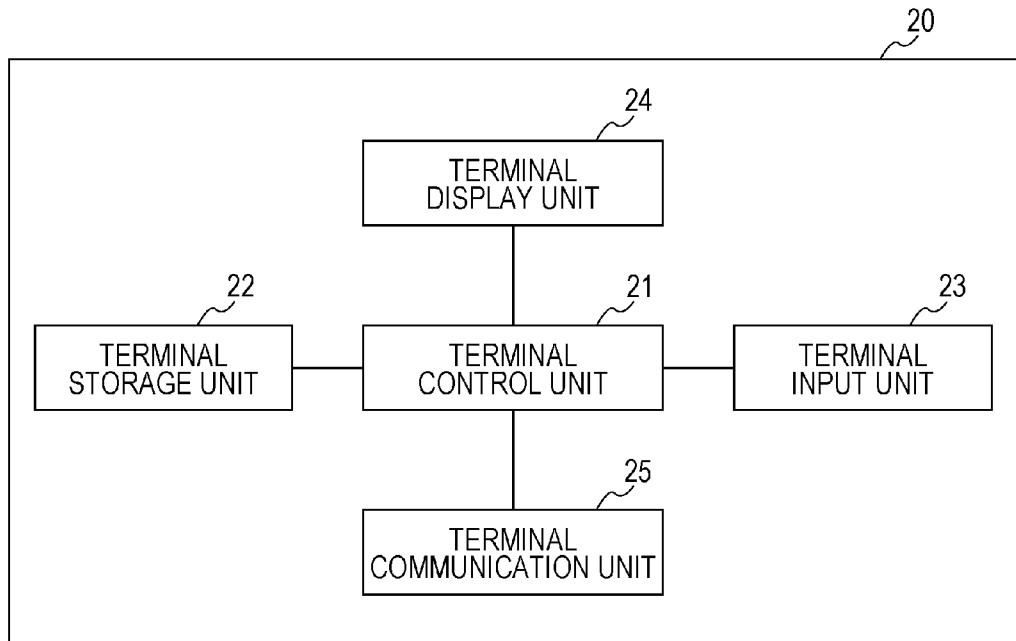 20
24
TERMINAL
DISPLAY UNIT
22
TERMINAL
STORAGE UNIT
21
TERMINAL
CONTROL UNIT
23
TERMINAL
INPUT UNIT
25
TERMINAL
COMMUNICATION UNIT